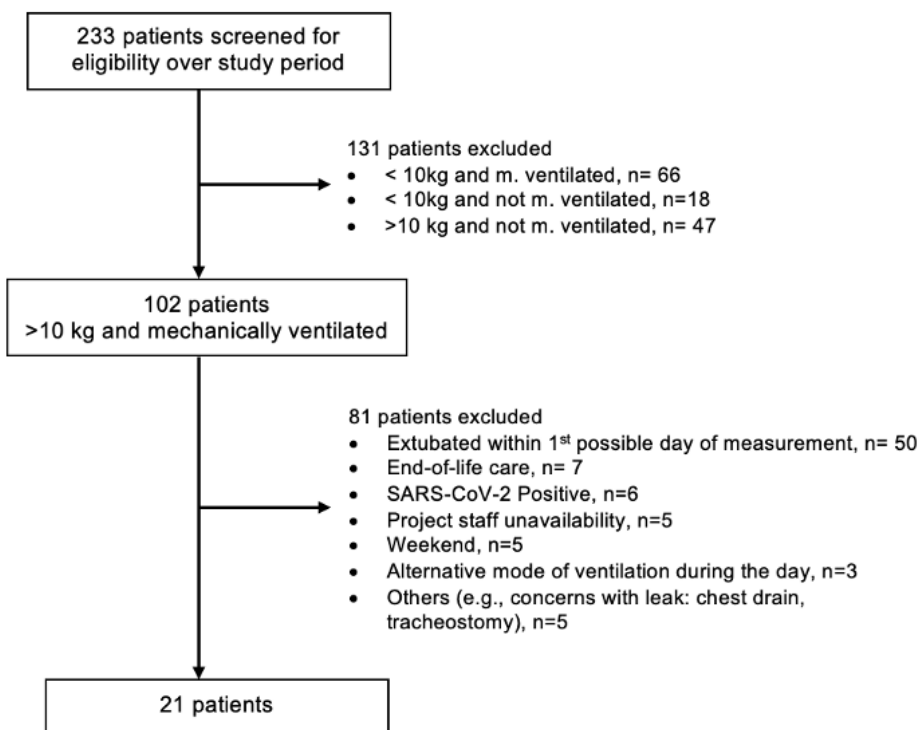 233 patients screened for
eligibility over study period
131 patients excluded
• < 10kg and m. ventilated, n= 66
• < 10kg and not m. ventilated, n=18
• >10 kg and not m. ventilated, n= 47
102 patients
>10 kg and mechanically ventilated
81 patients excluded
• Extubated within 1st possible day of measurement, n= 50
• End-of-life care, n= 7
• SARS-CoV-2 Positive, n=6
• Project staff unavailability, n=5
• Weekend, n=5
• Alternative mode of ventilation during the day, n=3
• Others (e.g., concerns with leak: chest drain,
tracheostomy), n=5
21 patients